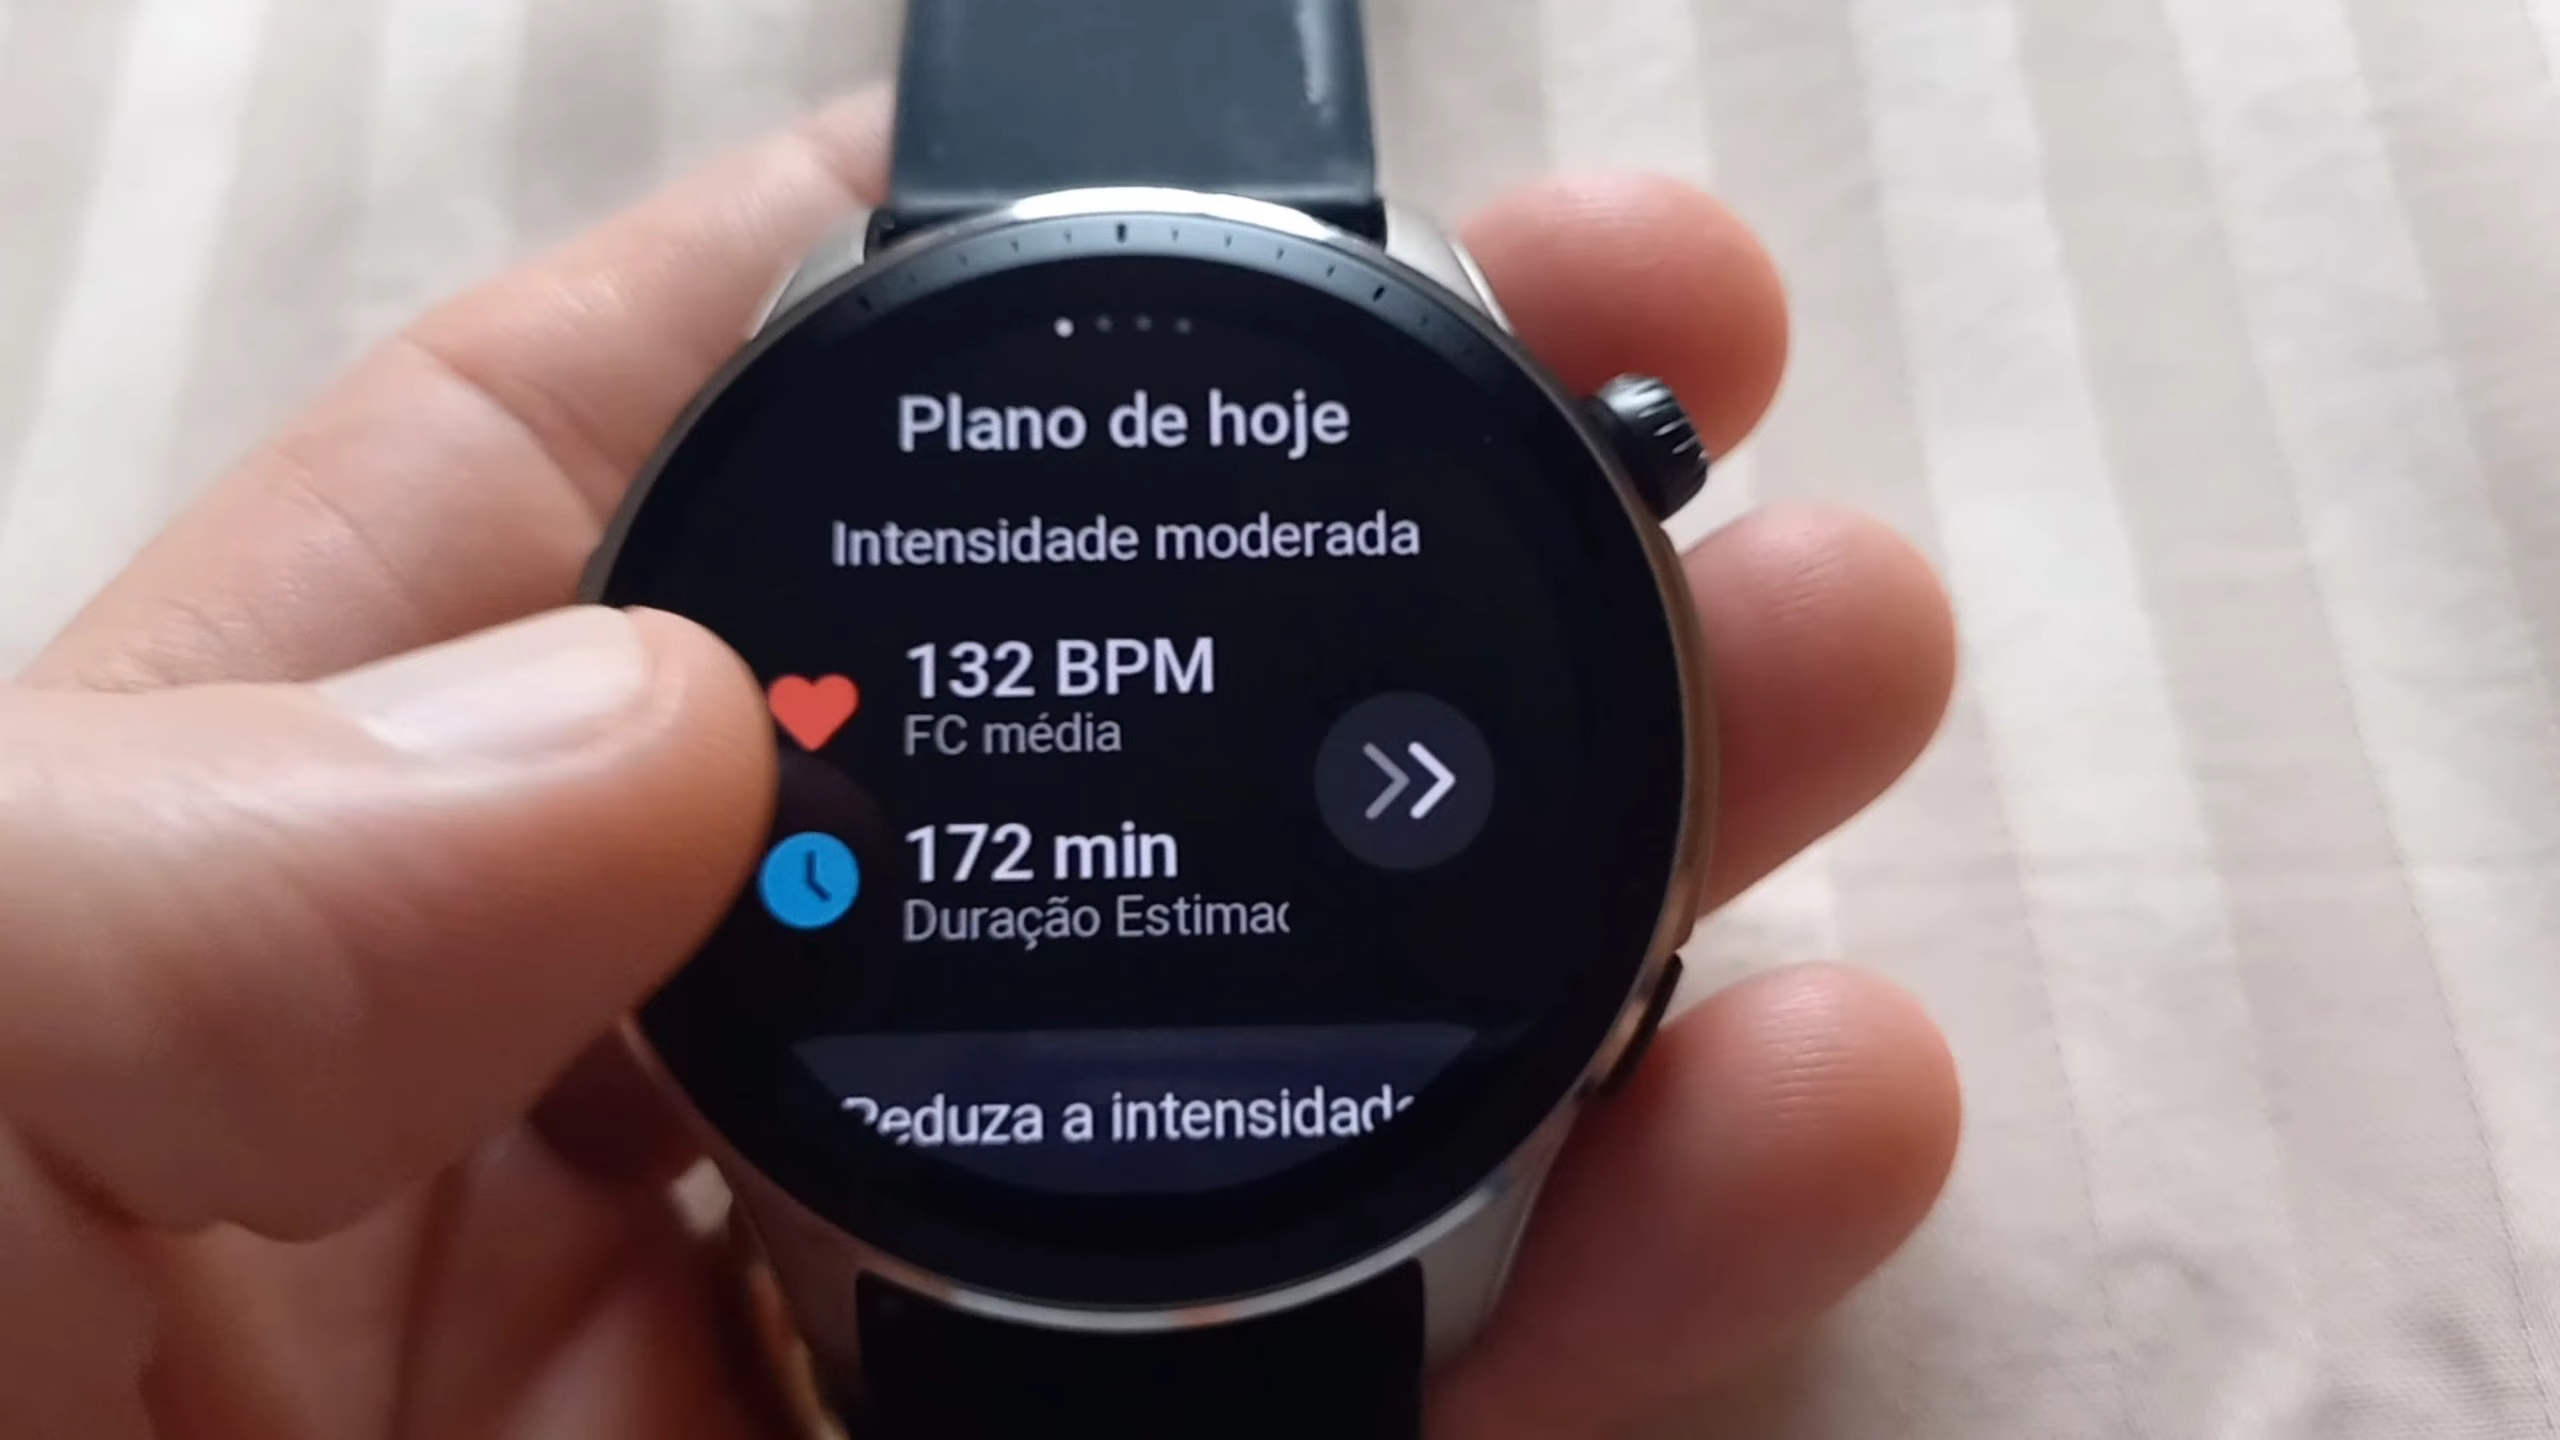 Plano de hoje
Intensidade moderada
132 BPM
FC média
172 min
Duração Estimac
Reduza a intensidade